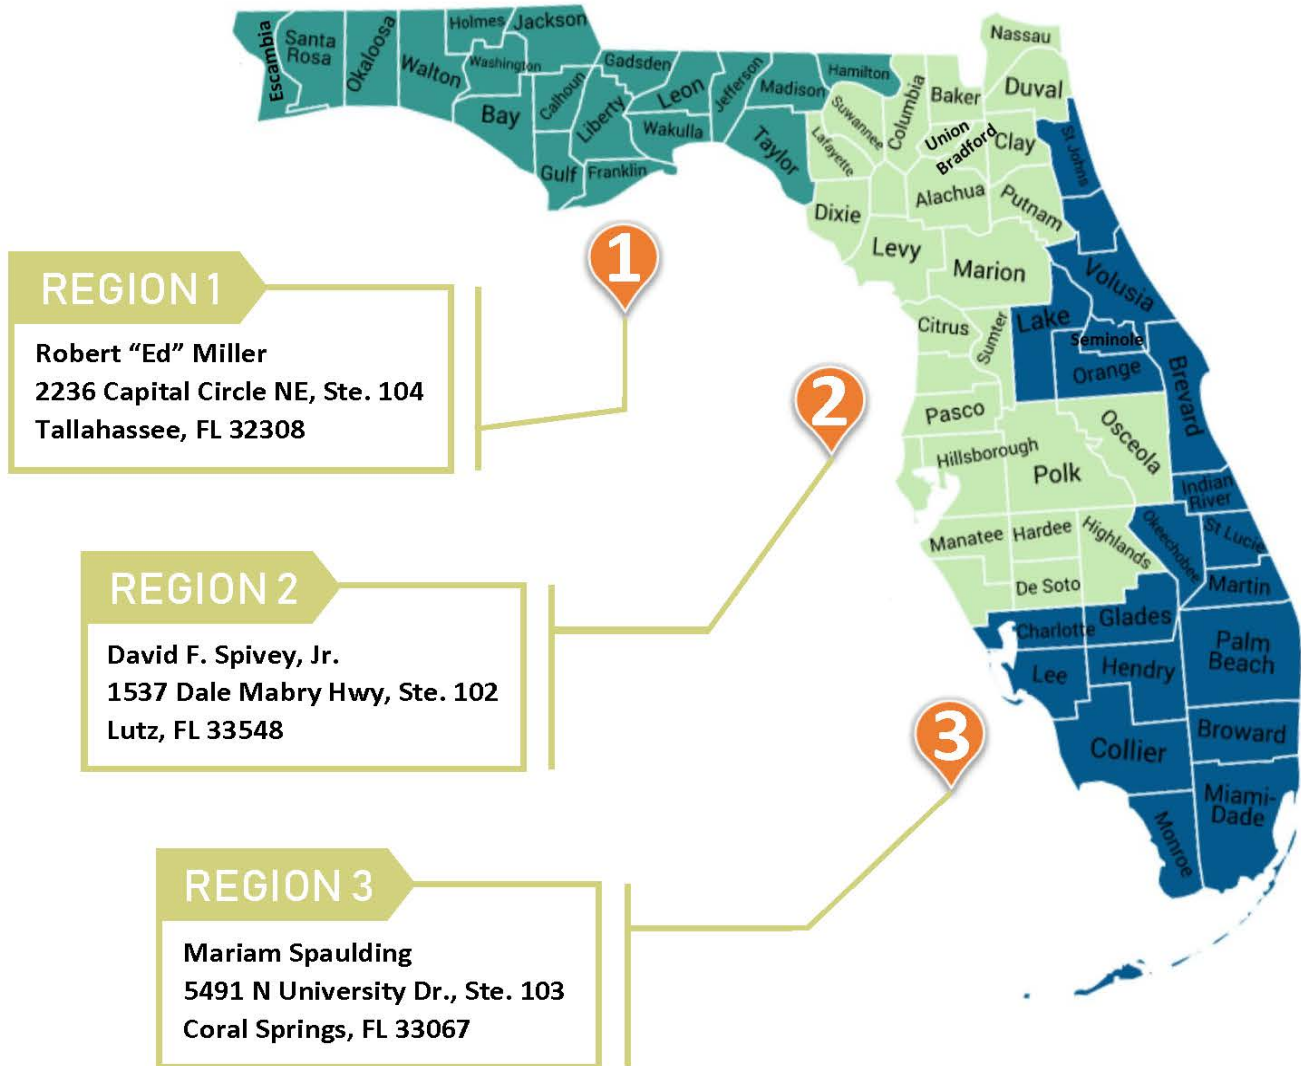 Escambia
Santa
Rosa
Okaloosa
Walton
Holmes
Jackson
Washington
Bay
Calhoun
Gulf
Liberty
Franklin
Gadsden
Leon
Wakulla
Jefferson
Madison
Taylor
Hamilton
Suwannee
Lafayette
Columbia
Baker
Nassau
Duval
Union
Bradford
Clay
St Johns
Dixie
Alachua
Putnam
Levy
Marion
Volusia
Citrus
Sumter
Lake
Seminole
Orange
Brevard
Pasco
Hillsborough
Polk
Osceola
Indian
River
Manatee
Hardee
Highlands
Okeechobee
St Lucie
De Soto
Martin
Charlotte
Glades
Palm
Beach
Lee
Hendry
Collier
Broward
Miami-
Dade
Monroe
1
REGION 1
Robert “Ed” Miller
2236 Capital Circle NE, Ste. 104
Tallahassee, FL 32308
2
REGION 2
David F. Spivey, Jr.
1537 Dale Mabry Hwy, Ste. 102
Lutz, FL 33548
3
REGION 3
Mariam Spaulding
5491 N University Dr., Ste. 103
Coral Springs, FL 33067